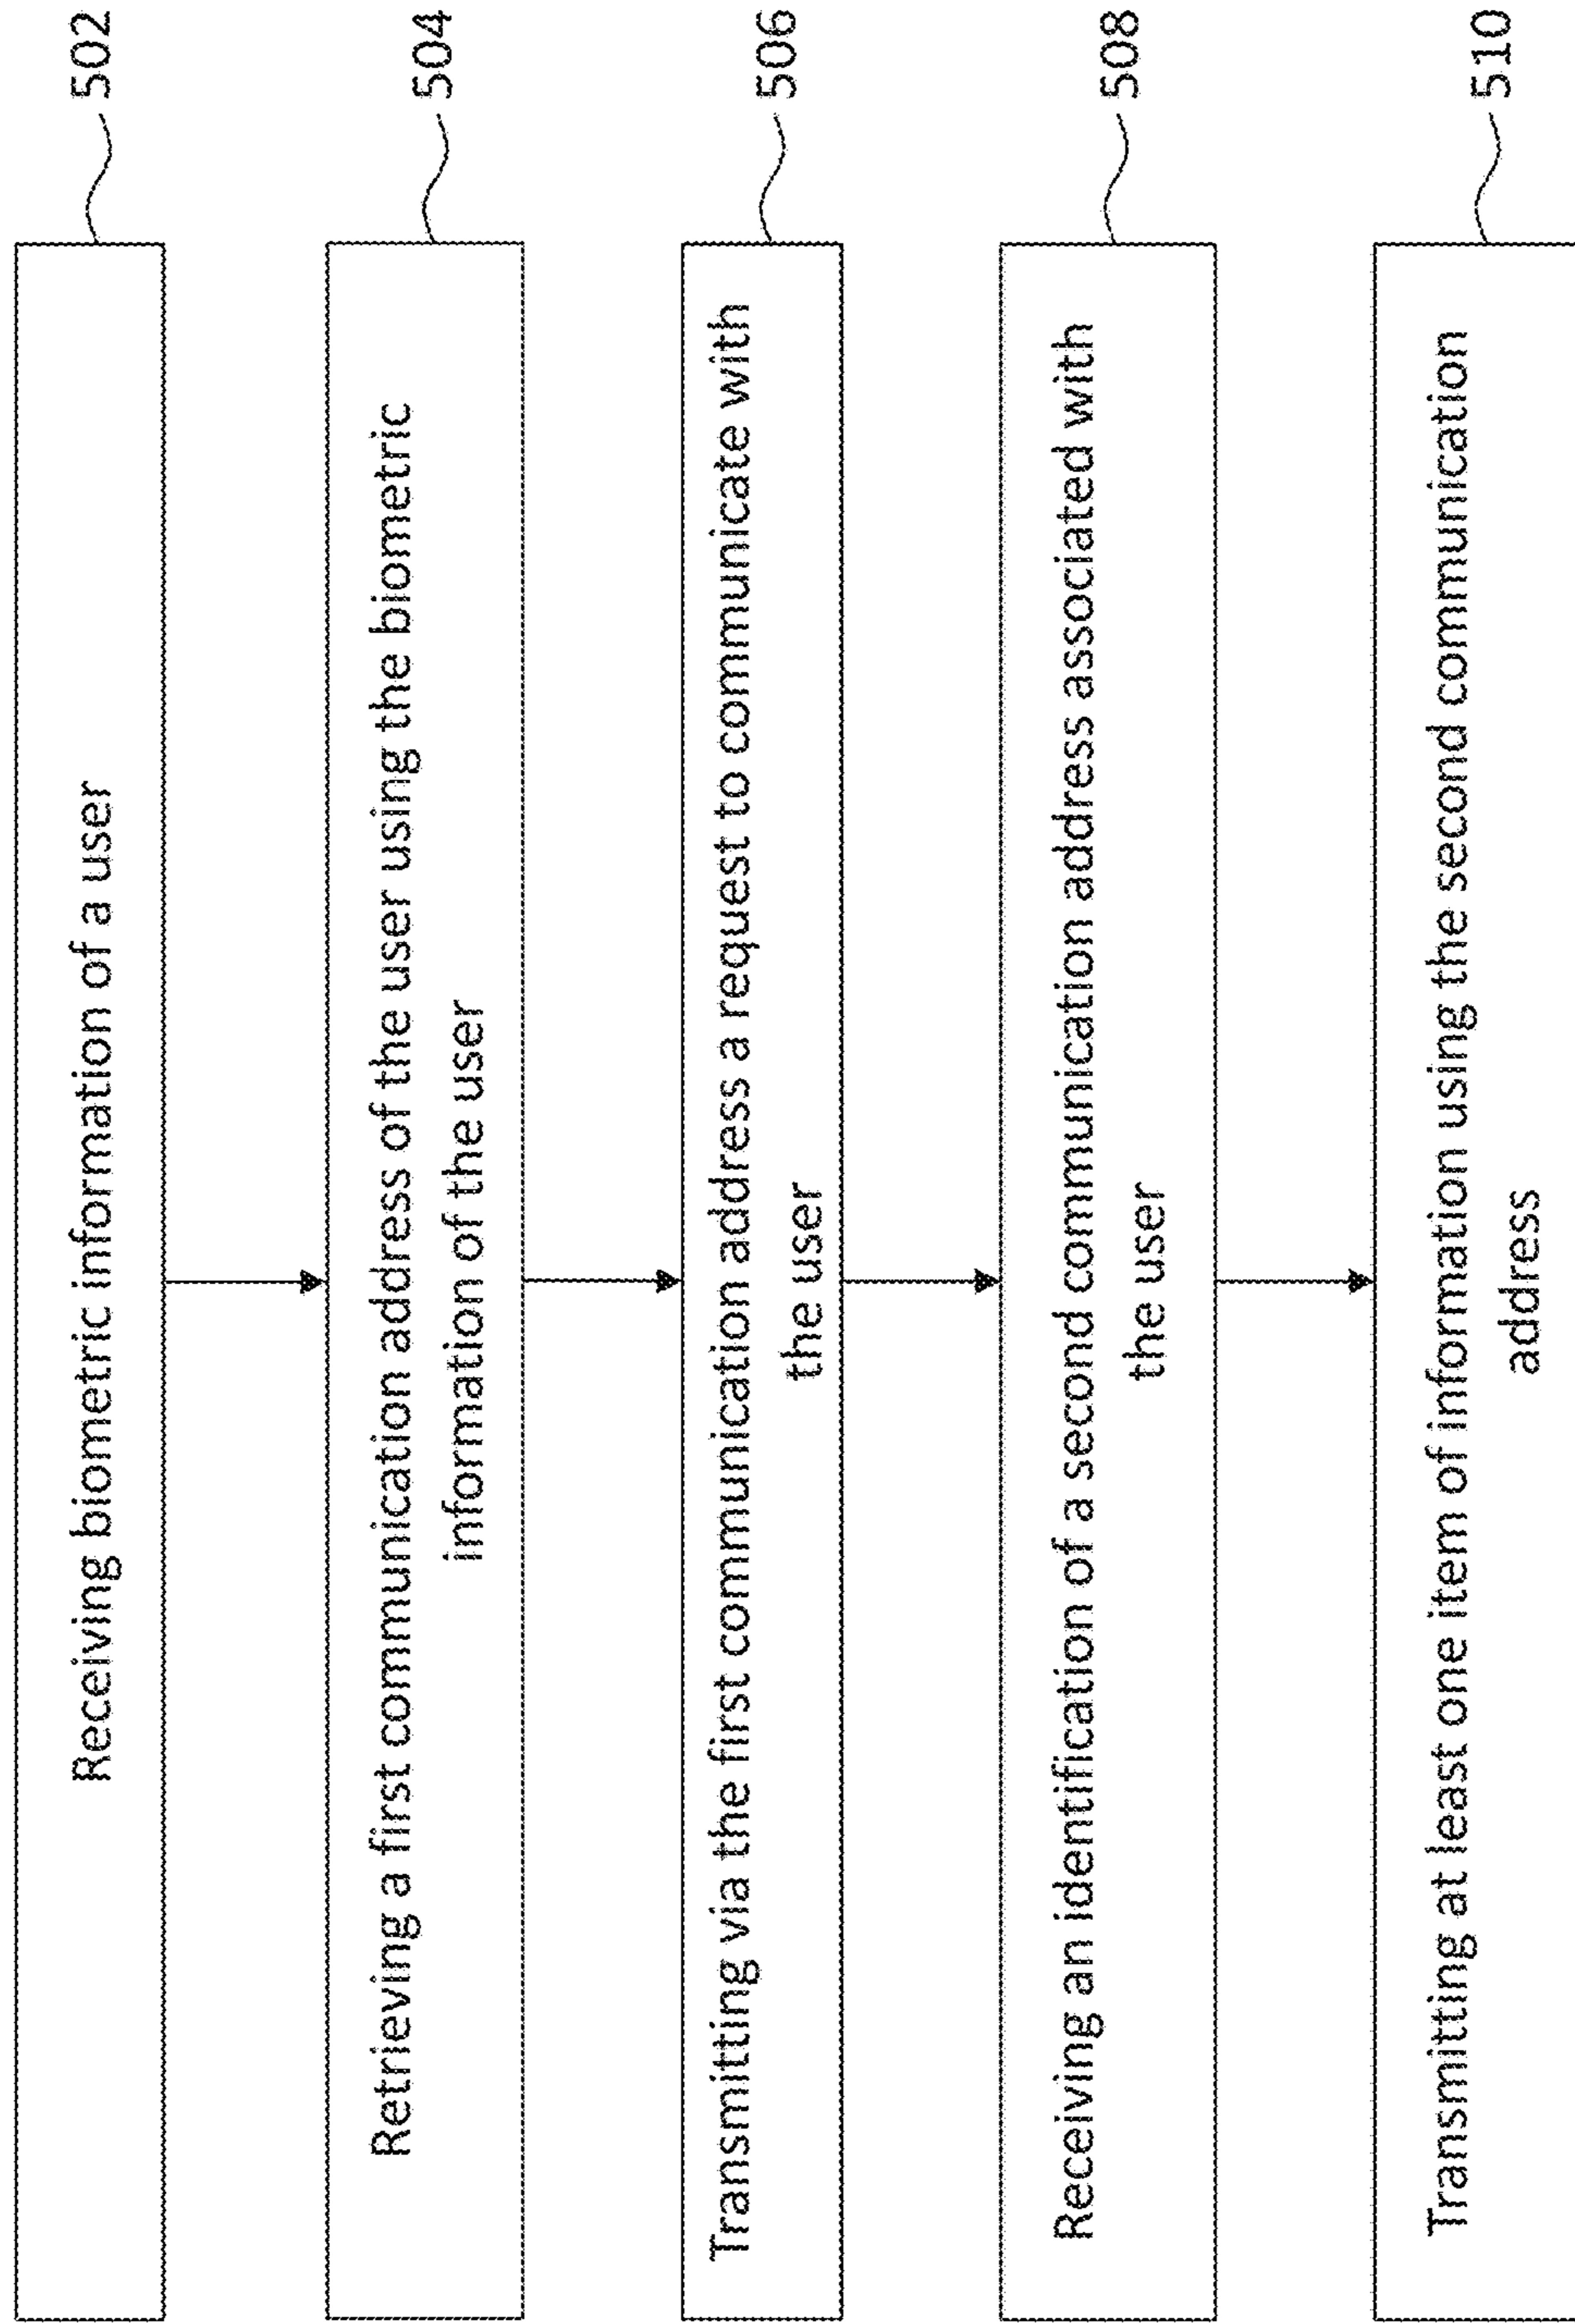 Receiving biometric information of a user
502
Retrieving a first communication address of the user using the biometric
information of the user
504
Transmitting via the first communication address a request to communicate with
the user
506
Receiving an identification of a second communication address associated with
the user
508
Transmitting at least one item of information using the second communication
address
510